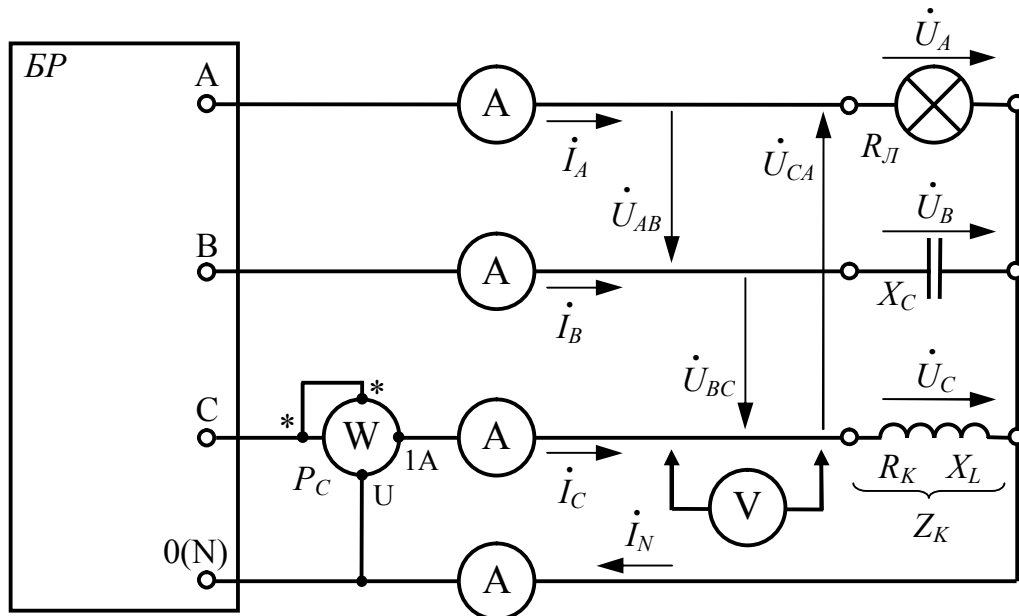 БР
A
A
U̇_A
İ_A
U̇_CA
R_Л
U̇_AB
U̇_B
B
A
İ_B
X_C
U̇_BC
U̇_C
C
*
*
W
A
P_C
1A
U
İ_C
V
R_K
X_L
Z_K
İ_N
0(N)
A